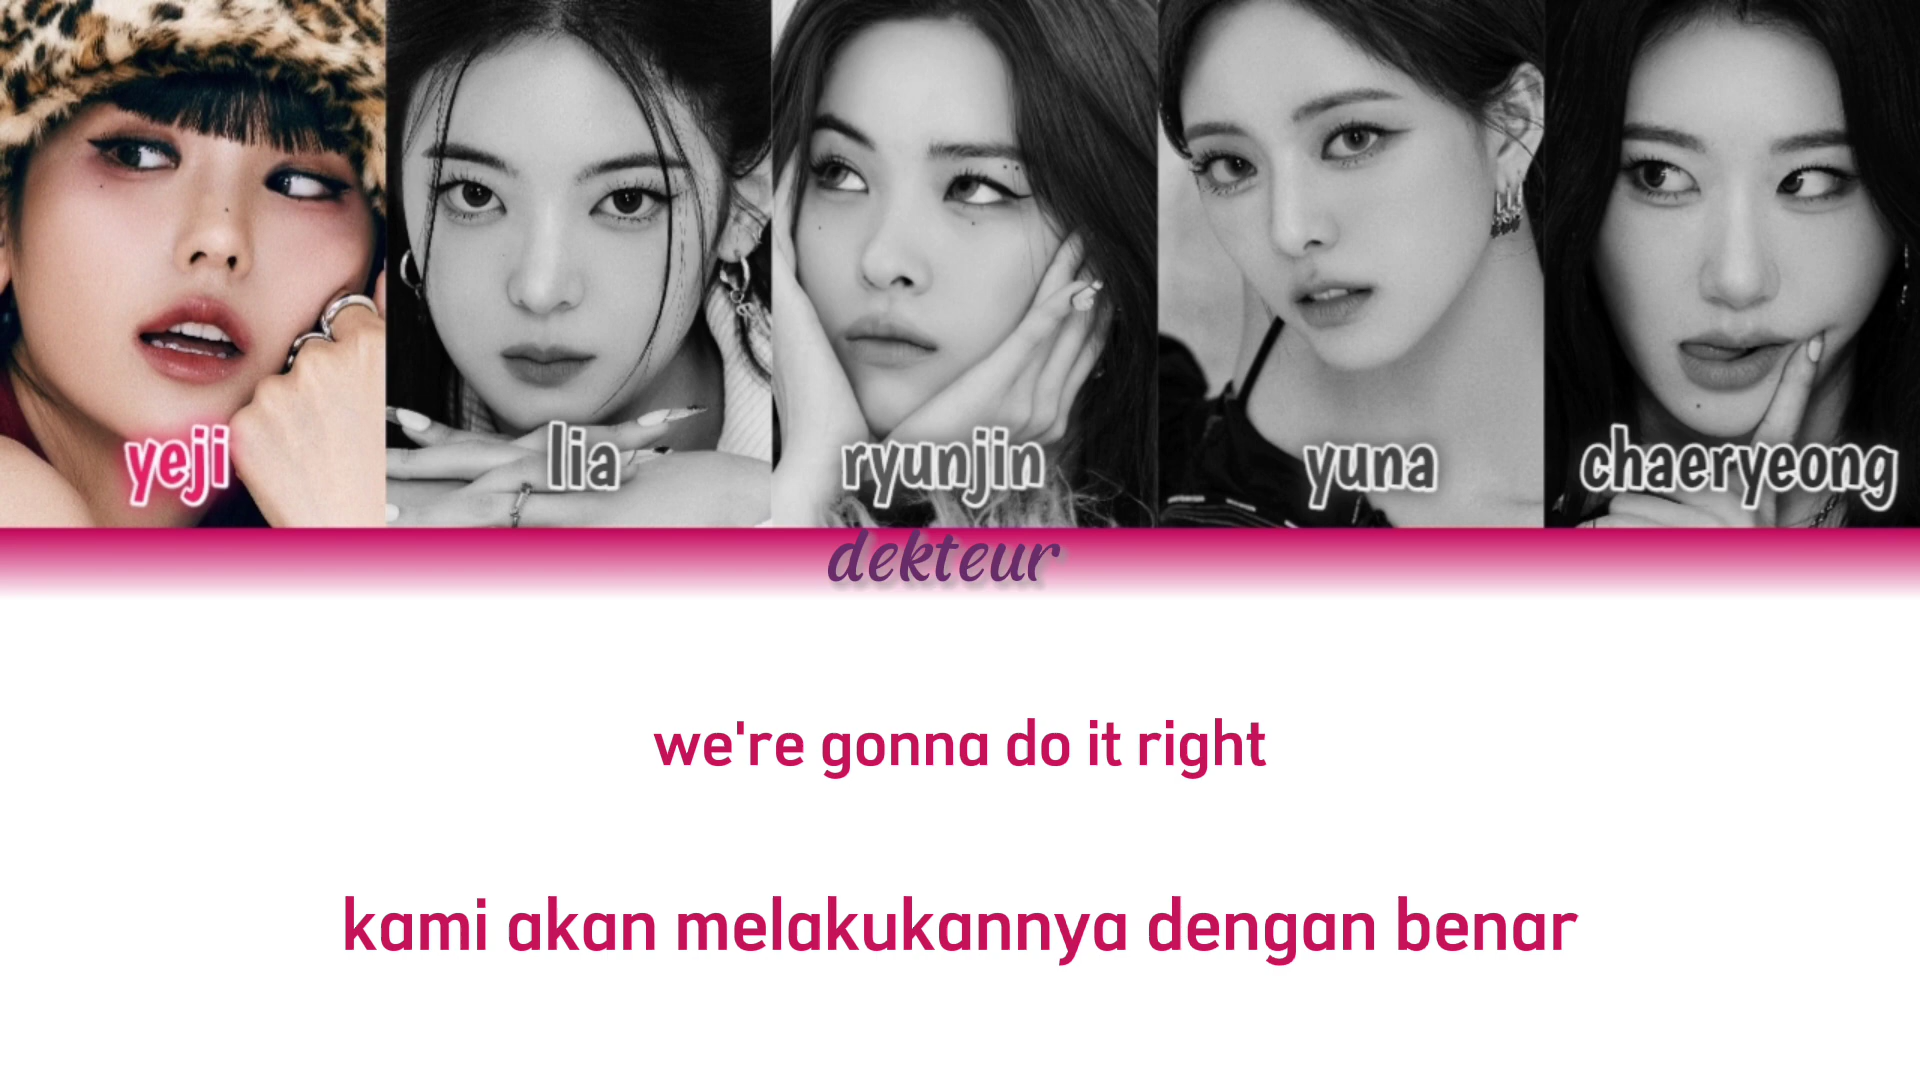 yeji
lia
ryunjin
yuna
chaeryeong
dekteur
we're gonna do it right
kami akan melakukannya dengan benar